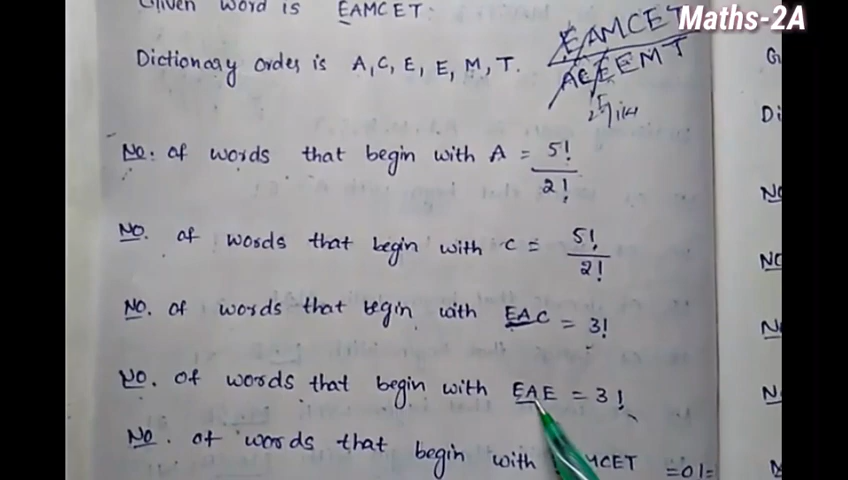 Given word is EAMCET.
EAMCET
Maths-2A
Dictionary order is A, C, E, E, M, T.
ACEEMT
No. of words that begin with A = 5!/2!
No. of words that begin with C = 5!/2!
No. of words that begin with EAC = 3!
No. of words that begin with EAE = 3!
No. of words that begin with MCET = 0! =